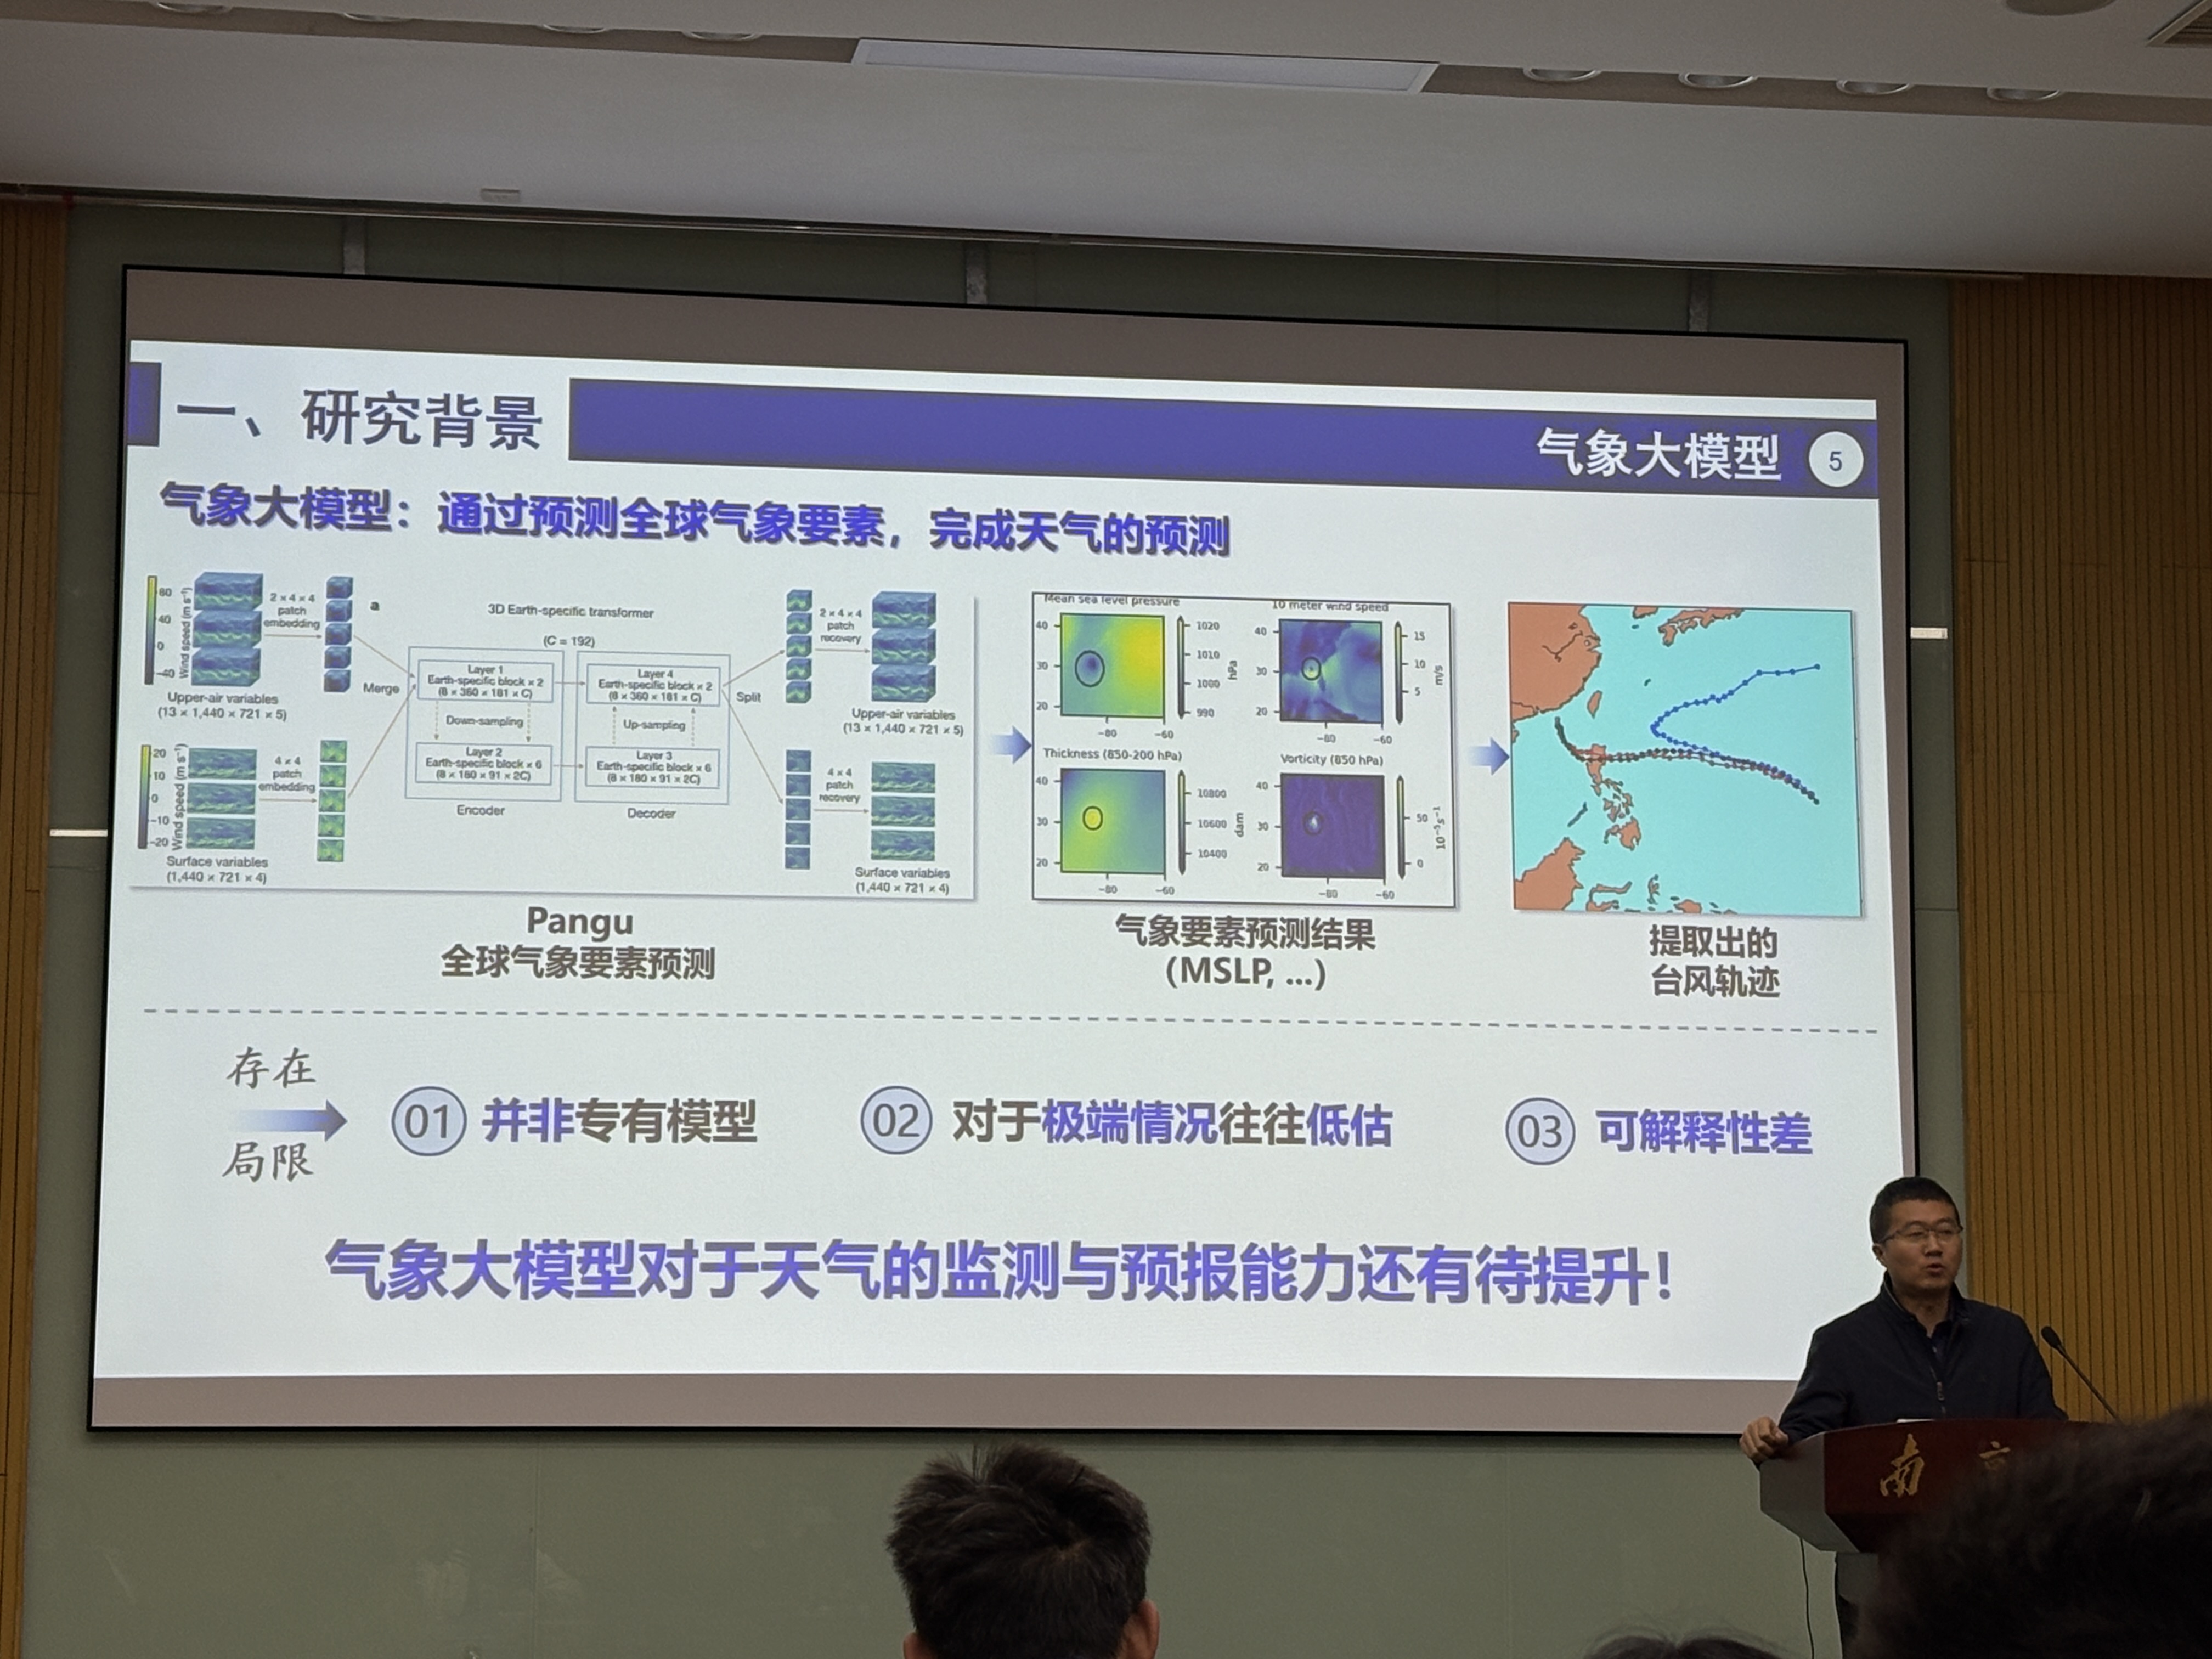 一、研究背景
气象大模型
5
气象大模型：通过预测全球气象要素，完成天气的预测
60
40
0
-40
Wind speed (m s⁻¹)
2 × 4 × 4
patch
embedding
a
Upper-air variables
(13 × 1,440 × 721 × 5)
20
10
0
-10
-20
Wind speed (m s⁻¹)
4 × 4
patch
embedding
Surface variables
(1,440 × 721 × 4)
Merge
3D Earth-specific transformer
(C = 192)
Layer 1
Earth-specific block × 2
(8 × 360 × 181 × C)
Down-sampling
Layer 2
Earth-specific block × 6
(8 × 180 × 91 × 2C)
Encoder
Layer 4
Earth-specific block × 2
(8 × 360 × 181 × C)
Up-sampling
Layer 3
Earth-specific block × 6
(8 × 180 × 91 × 2C)
Decoder
Split
2 × 4 × 4
patch
recovery
Upper-air variables
(13 × 1,440 × 721 × 5)
4 × 4
patch
recovery
Surface variables
(1,440 × 721 × 4)
Pangu
全球气象要素预测
Mean sea level pressure
40
30
20
-80
-60
1020
1010
1000
990
hPa
10 meter wind speed
40
30
20
-80
-60
15
10
5
m/s
Thickness (850-200 hPa)
40
30
20
-80
-60
10800
10600
10400
dam
Vorticity (850 hPa)
40
30
20
-80
-60
50
0
10⁻⁵ s⁻¹
气象要素预测结果
(MSLP, ...)
提取出的
台风轨迹
存在
局限
01 并非专有模型
02 对于极端情况往往低估
03 可解释性差
气象大模型对于天气的监测与预报能力还有待提升！
南